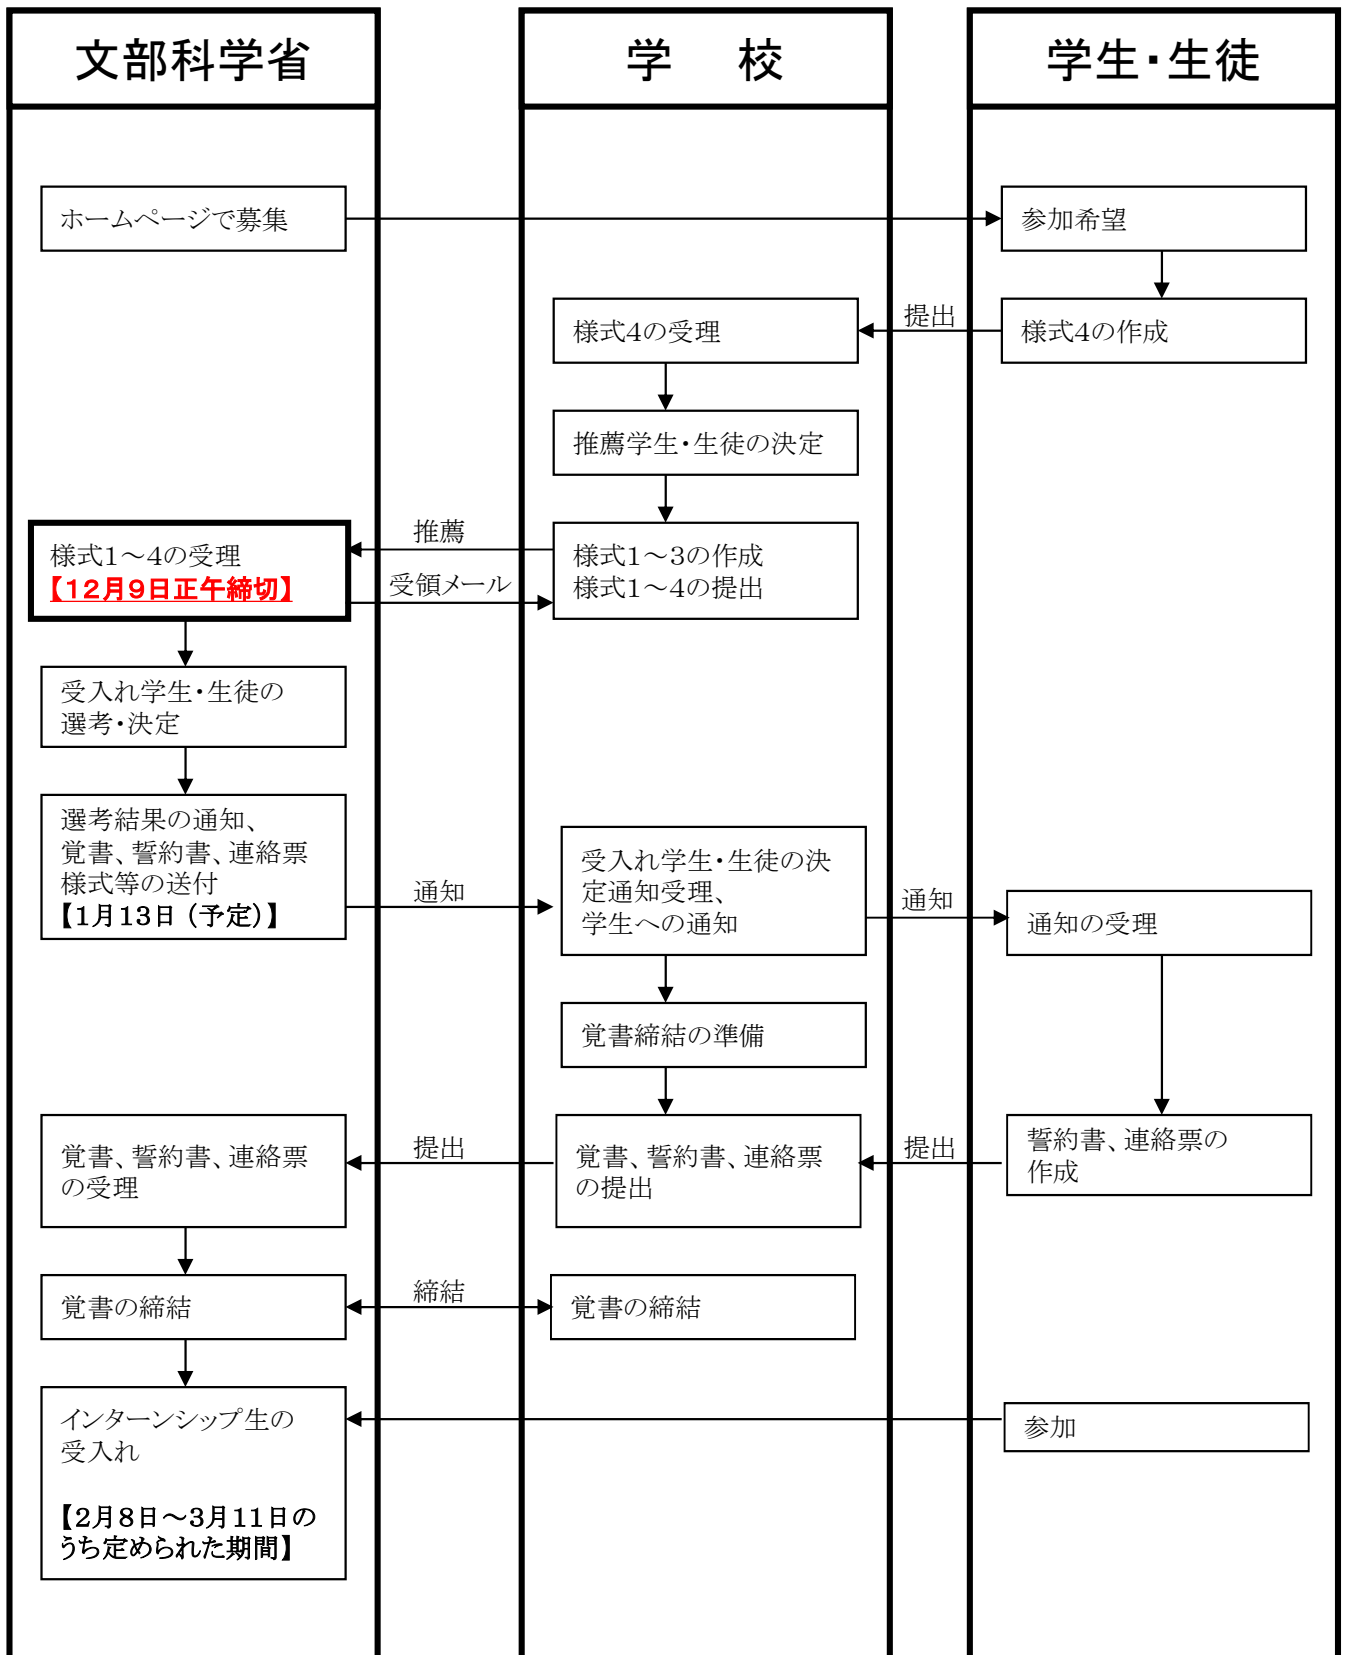 文部科学省
学　校
学生・生徒
ホームページで募集
参加希望
様式4の受理
提出
様式4の作成
推薦学生・生徒の決定
様式1～4の受理
【12月9日正午締切】
推薦
受領メール
様式1～3の作成
様式1～4の提出
受入れ学生・生徒の
選考・決定
選考結果の通知、
覚書、誓約書、連絡票
様式等の送付
【1月13日（予定）】
通知
受入れ学生・生徒の決
定通知受理、
学生への通知
通知
通知の受理
覚書締結の準備
覚書、誓約書、連絡票
の受理
提出
覚書、誓約書、連絡票
の提出
提出
誓約書、連絡票の
作成
覚書の締結
締結
覚書の締結
インターンシップ生の
受入れ
【2月8日～3月11日の
うち定められた期間】
参加